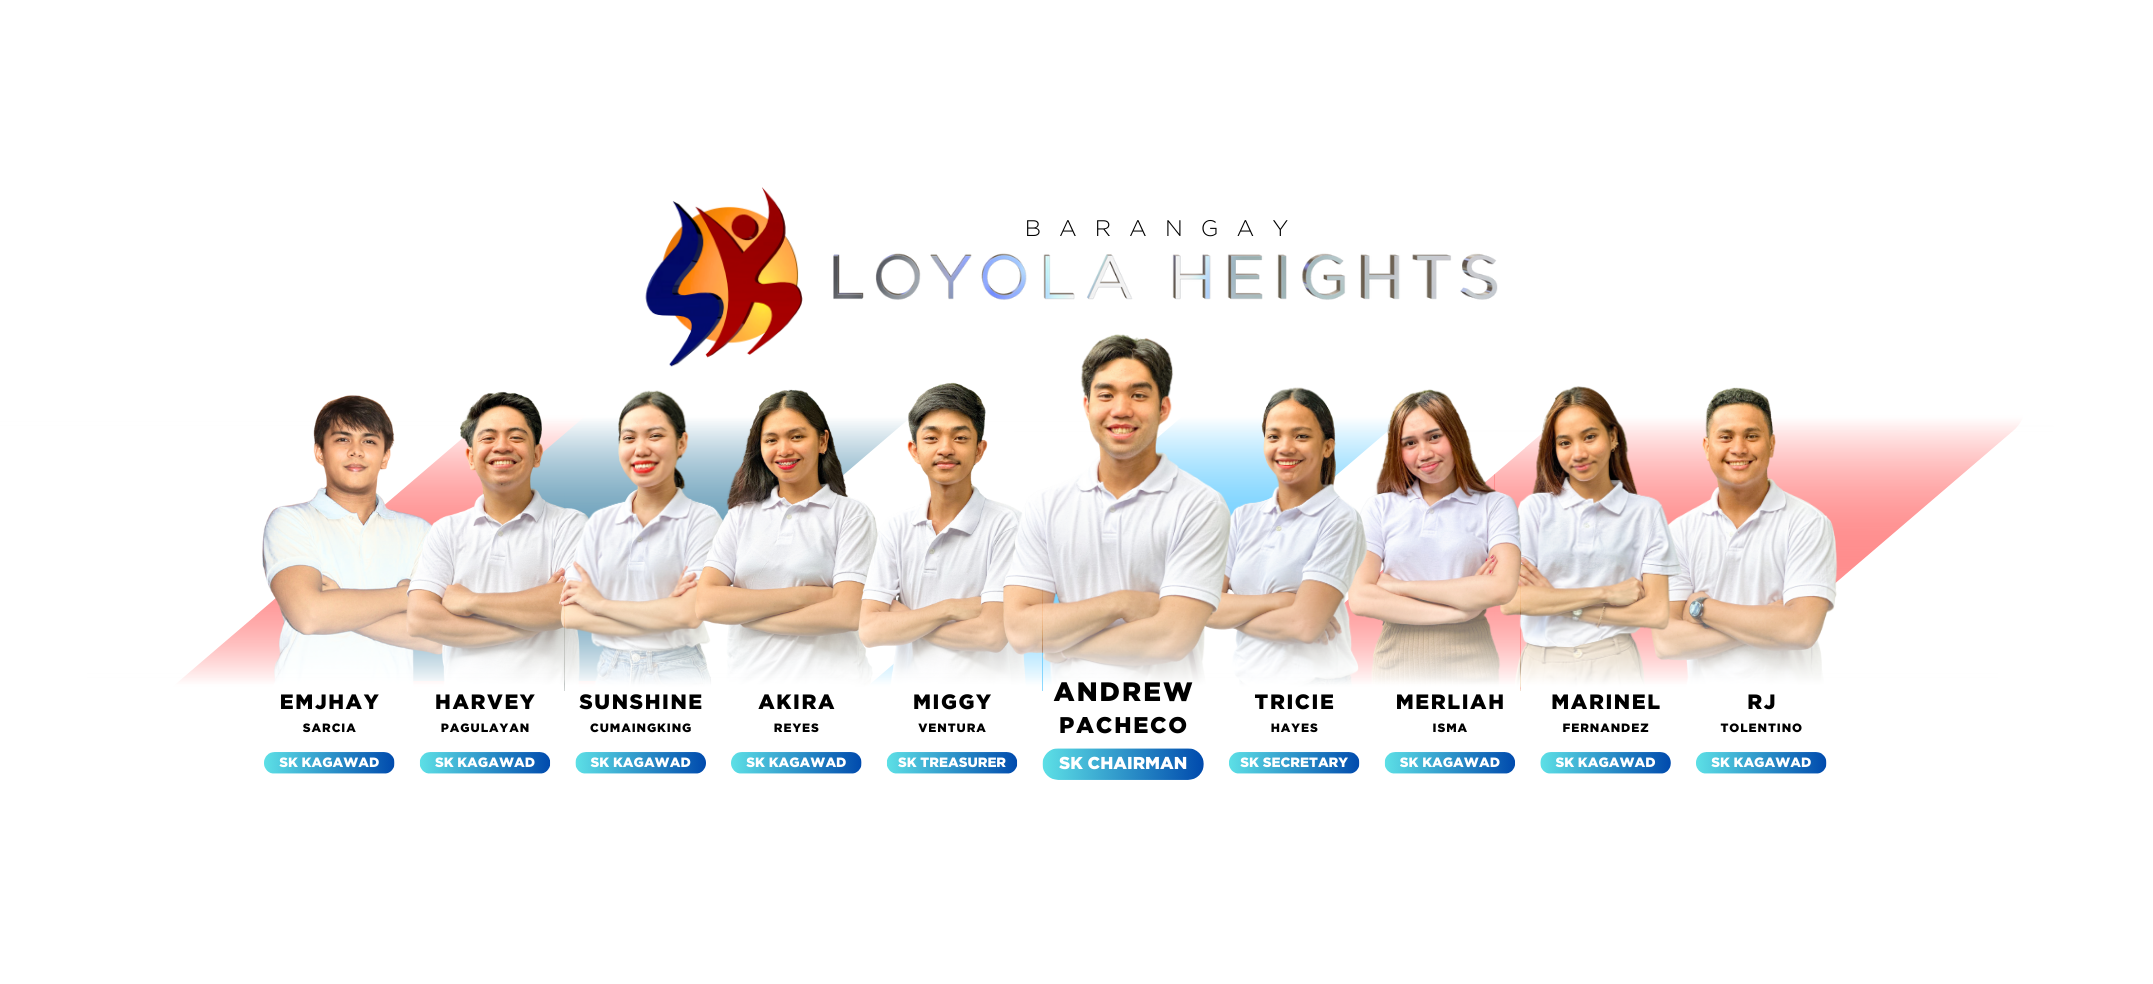 BARANGAY
LOYOLA HEIGHTS
EMJHAY
SARCIA
SK KAGAWAD
HARVEY
PAGULAYAN
SK KAGAWAD
SUNSHINE
CUMAINGKING
SK KAGAWAD
AKIRA
REYES
SK KAGAWAD
MIGGY
VENTURA
SK TREASURER
ANDREW
PACHECO
SK CHAIRMAN
TRICIE
HAYES
SK SECRETARY
MERLIAH
ISMA
SK KAGAWAD
MARINEL
FERNANDEZ
SK KAGAWAD
RJ
TOLENTINO
SK KAGAWAD